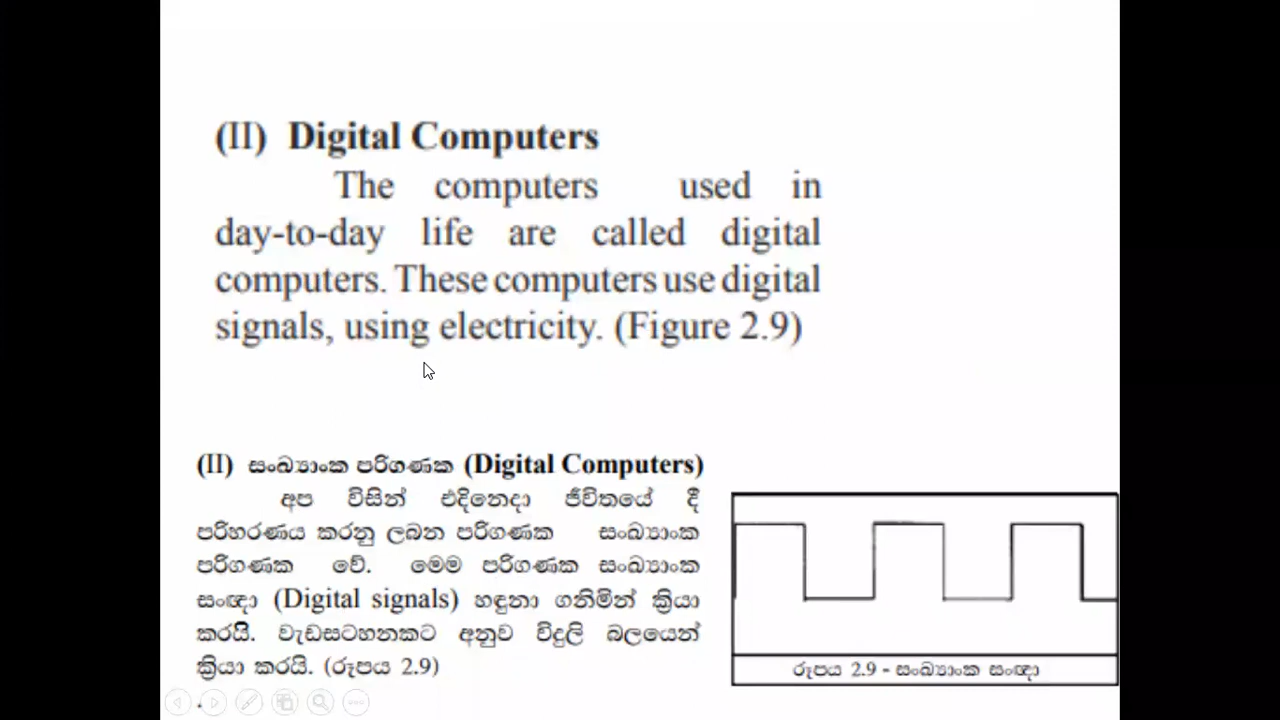 (II) Digital Computers
The computers used in
day-to-day life are called digital
computers. These computers use digital
signals, using electricity. (Figure 2.9)
(II) සංඛ්‍යාංක පරිගණක (Digital Computers)
අප විසින් එදිනෙදා ජීවිතයේ දී
පරිහරණය කරනු ලබන පරිගණක සංඛ්‍යාංක
පරිගණක වේ. මෙම පරිගණක සංඛ්‍යාංක
සංඥා (Digital signals) හඳුනා ගනිමින් ක්‍රියා
කරයි. වැඩසටහනකට අනුව විදුලි බලයෙන්
ක්‍රියා කරයි. (රූපය 2.9)
රූපය 2.9 - සංඛ්‍යාංක සංඥා